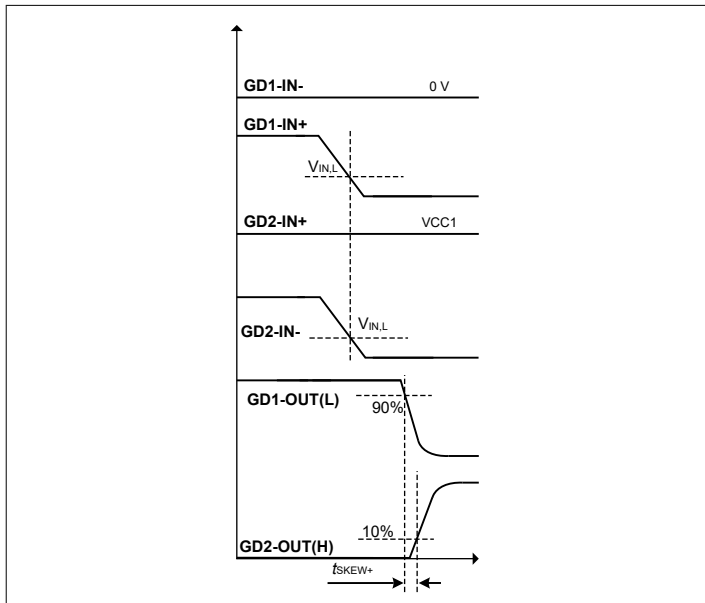 GD1-IN- 0 V
GD1-IN+
VIN,L
GD2-IN+ VCC1
VIN,L
GD2-IN-
GD1-OUT(L)
90%
10%
GD2-OUT(H)
tSKEW+